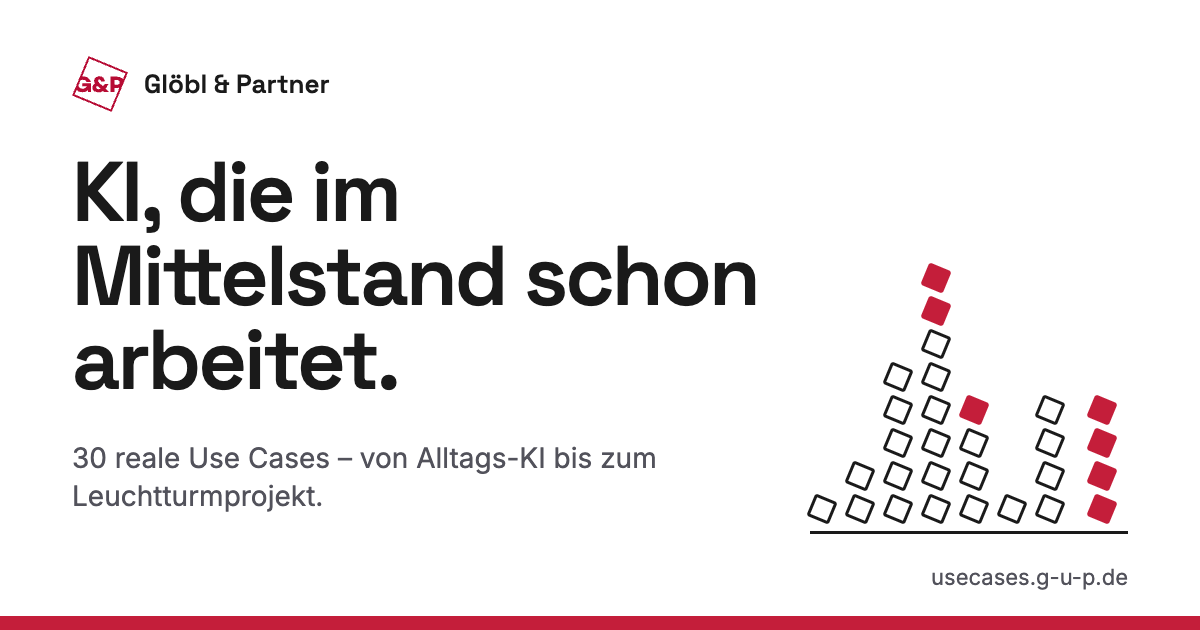 G&P
Glöbl & Partner
KI, die im
Mittelstand schon
arbeitet.
30 reale Use Cases – von Alltags-KI bis zum
Leuchtturmprojekt.
usecases.g-u-p.de